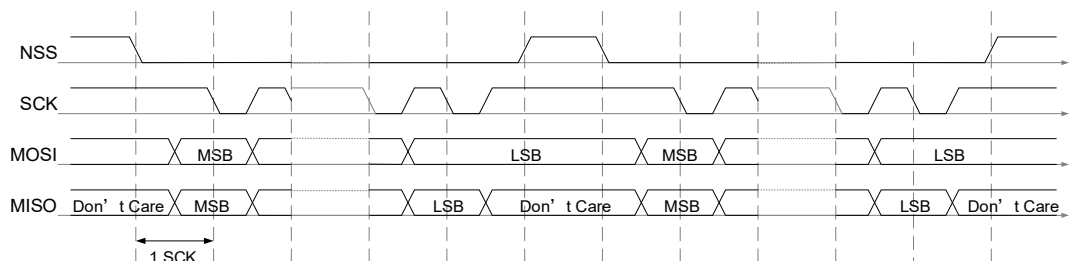 NSS
SCK
MOSI MSB LSB MSB LSB
MISO Don’t Care MSB LSB Don’t Care MSB LSB Don’t Care
1 SCK